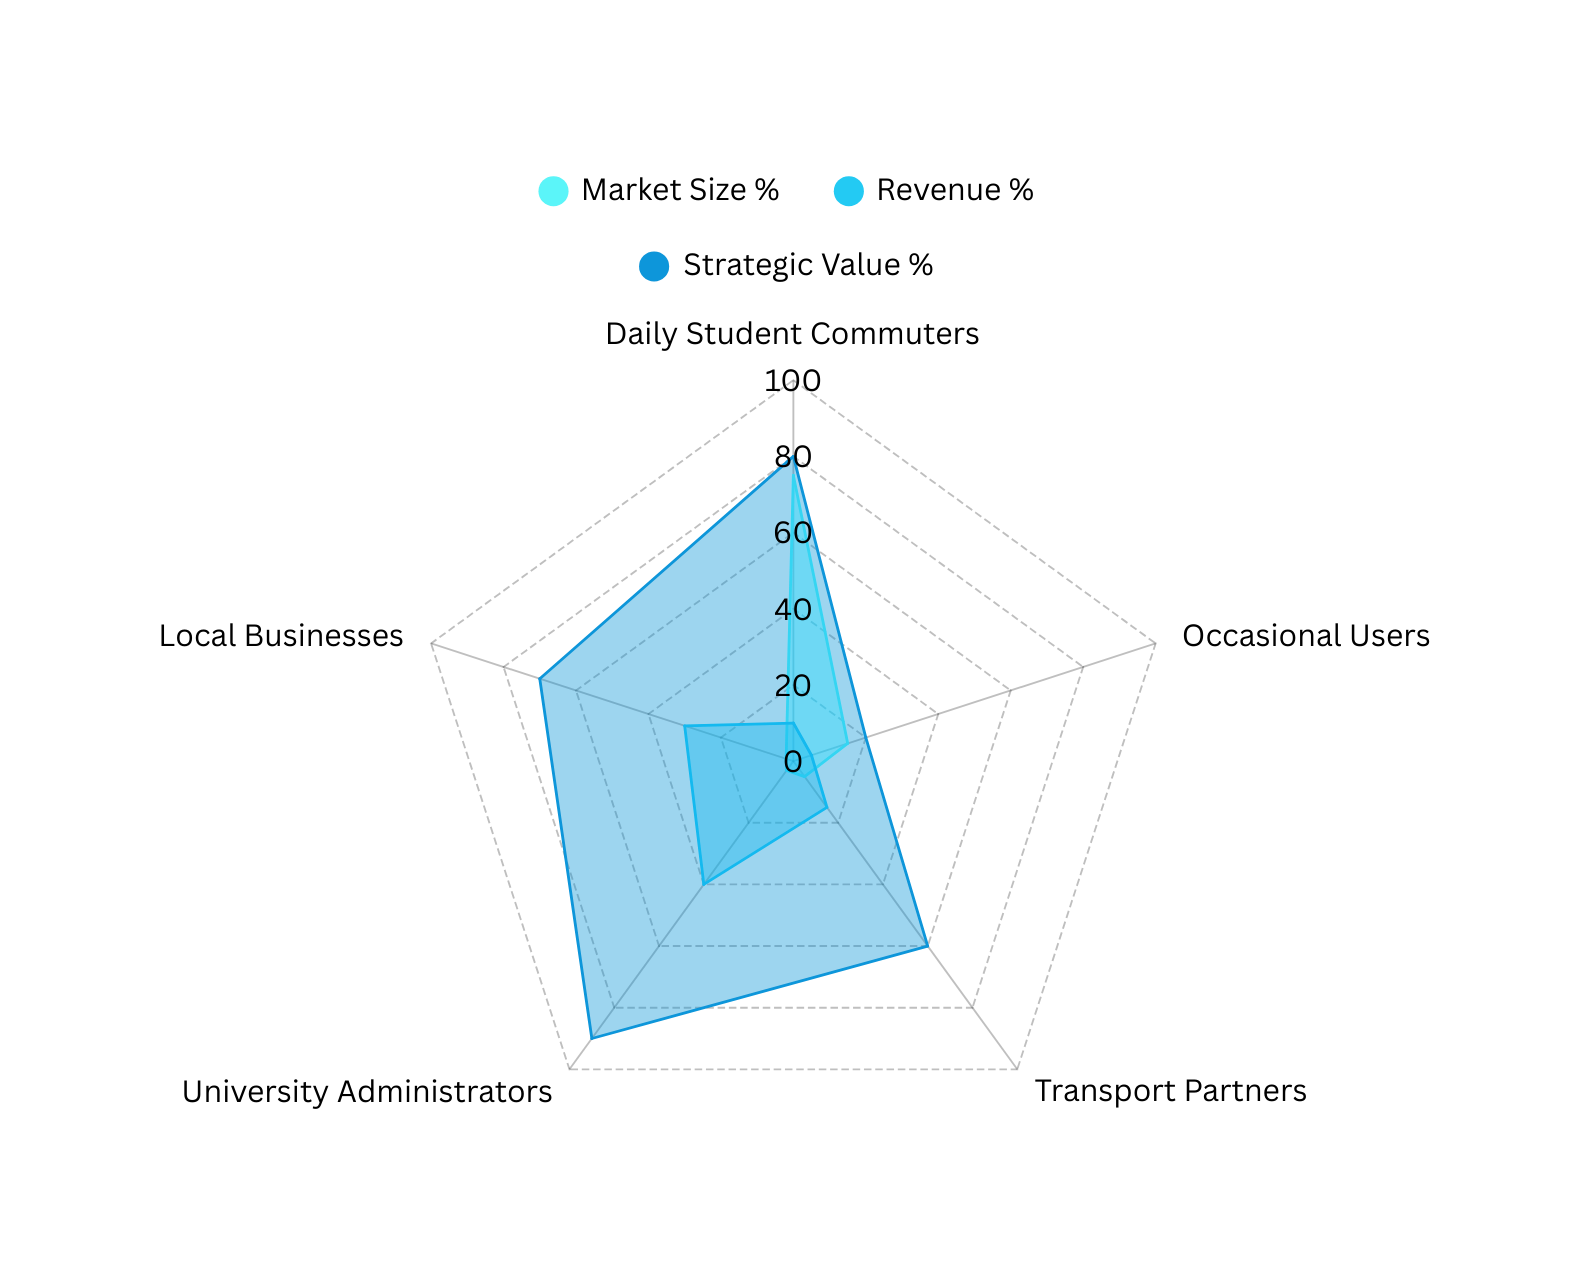 Market Size % Revenue %
Strategic Value %
Daily Student Commuters
100
80
60
40
20
0
Local Businesses
Occasional Users
University Administrators
Transport Partners